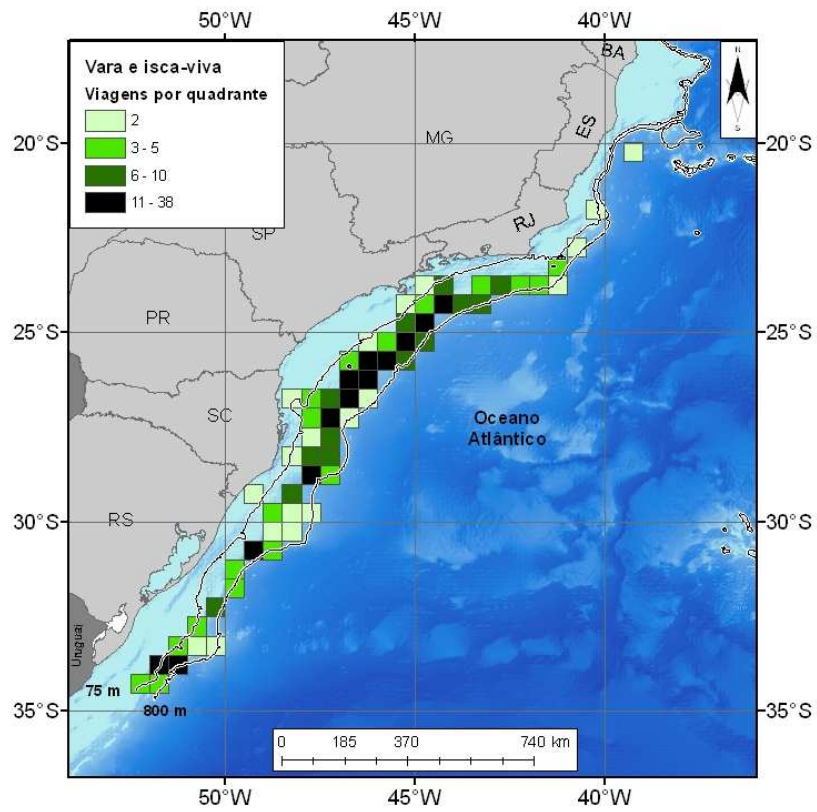 50°W 45°W 40°W
Vara e isca-viva
Viagens por quadrante
2
3 - 5
6 - 10
11 - 38
N
S
BA
ES
MG
RJ
SP
PR
SC
RS
Uruguai
20°S 20°S
25°S 25°S
30°S 30°S
35°S 35°S
Oceano
Atlântico
75 m
800 m
0 185 370 740 km
50°W 45°W 40°W